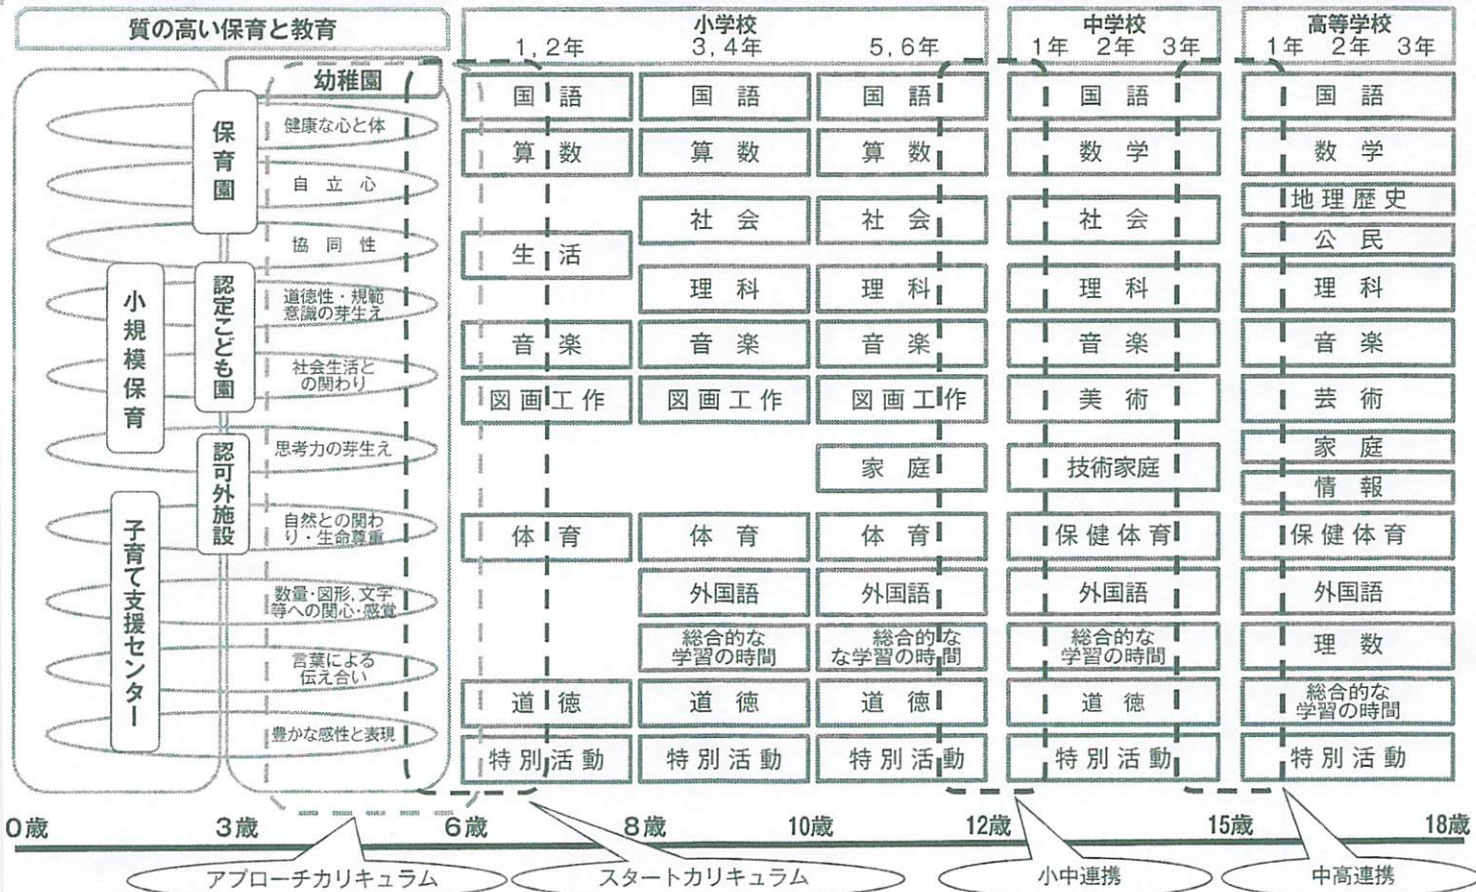 質の高い保育と教育
小学校
1, 2年 3, 4年 5, 6年
中学校
1年 2年 3年
高等学校
1年 2年 3年
幼稚園
保育園
認定こども園
認可外施設
小規模保育
子育て支援センター
健康な心と体
自立心
協同性
道徳性・規範
意識の芽生え
社会生活と
の関わり
思考力の芽生え
自然との関わ
り・生命尊重
数量・図形,文字
等への関心・感覚
言葉による
伝え合い
豊かな感性と表現
国語
算数
生活
音楽
図画工作
体育
道徳
特別活動
国語
算数
社会
理科
音楽
図画工作
体育
外国語
総合的な
学習の時間
道徳
特別活動
国語
算数
社会
理科
音楽
図画工作
家庭
体育
外国語
総合的な
な学習の時間
道徳
特別活動
国語
数学
社会
理科
音楽
美術
技術家庭
保健体育
外国語
総合的な
学習の時間
道徳
特別活動
国語
数学
地理歴史
公民
理科
音楽
芸術
家庭
情報
保健体育
外国語
理数
総合的な
学習の時間
特別活動
0歳 3歳 6歳 8歳 10歳 12歳 15歳 18歳
アプローチカリキュラム
スタートカリキュラム
小中連携
中高連携